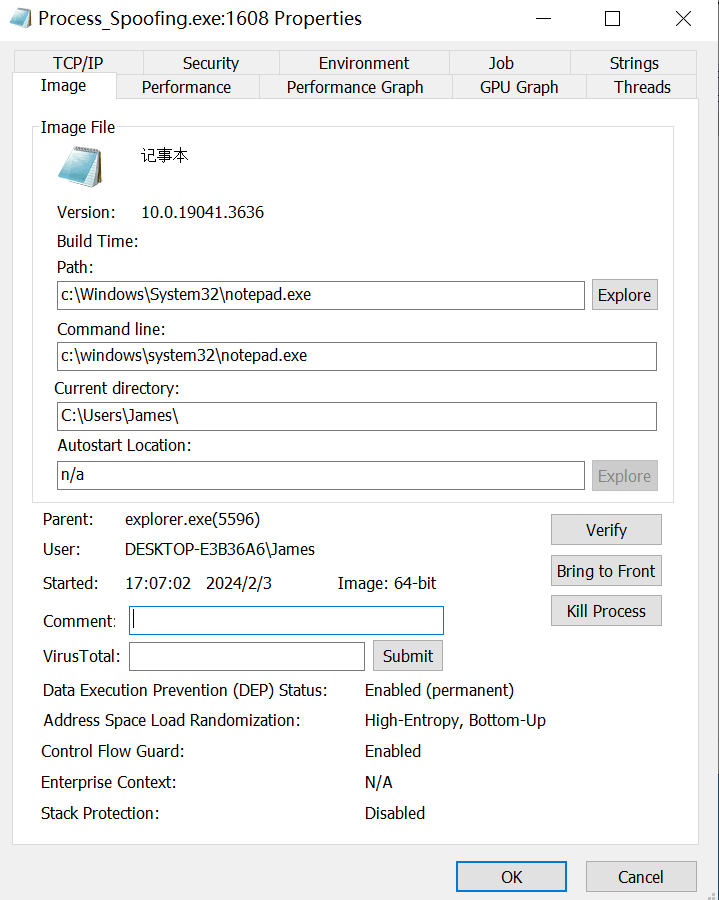 Process_Spoofing.exe:1608 Properties
TCP/IP Security Environment Job Strings
Image Performance Performance Graph GPU Graph Threads
Image File
记事本
Version: 10.0.19041.3636
Build Time:
Path:
c:\Windows\System32\notepad.exe Explore
Command line:
c:\windows\system32\notepad.exe
Current directory:
C:\Users\James\
Autostart Location:
n/a Explore
Parent: explorer.exe(5596)
Verify
User: DESKTOP-E3B36A6\James
Bring to Front
Started: 17:07:02 2024/2/3 Image: 64-bit
Kill Process
Comment:
VirusTotal: Submit
Data Execution Prevention (DEP) Status: Enabled (permanent)
Address Space Load Randomization: High-Entropy, Bottom-Up
Control Flow Guard: Enabled
Enterprise Context: N/A
Stack Protection: Disabled
OK Cancel